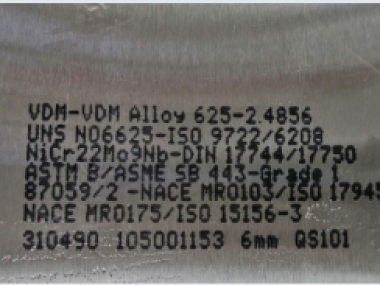 VDM-VDM Alloy 625-2.4856
UNS N06625-ISO 9722/6208
NiCr22Mo9Nb-DIN 17744/17750
ASTM B/ASME SB 443-Grade 1
87059/2 -NACE MR0103/ISO 17945
NACE MR0175/ISO 15156-3
310490 105001153 6mm QS101